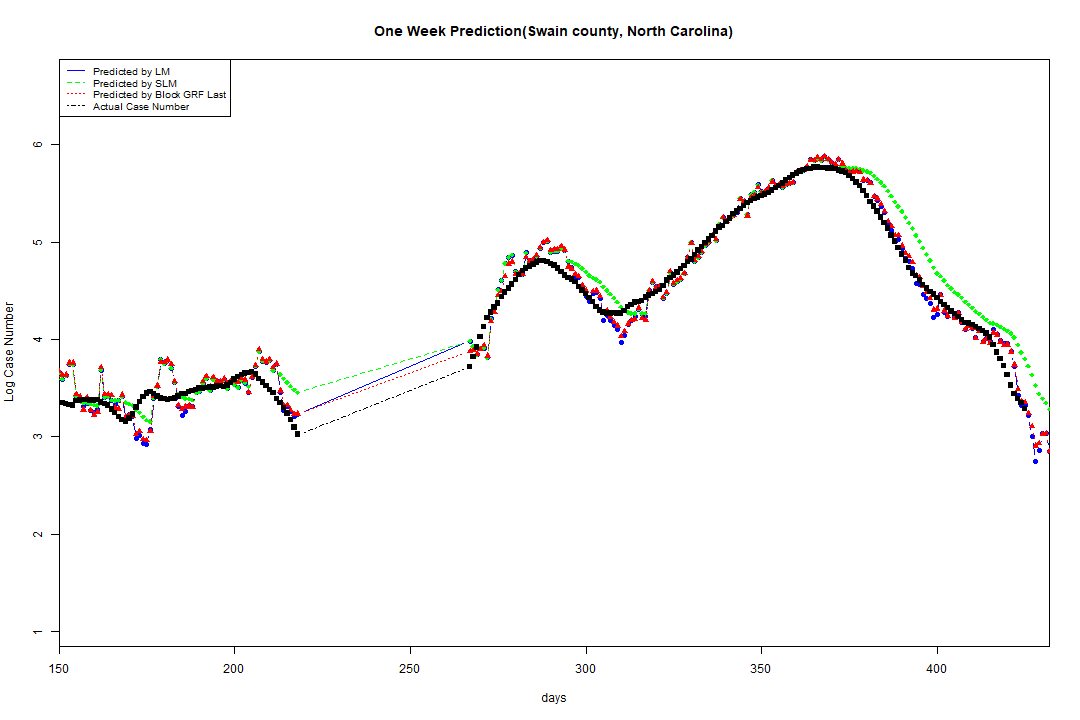 One Week Prediction(Swain county, North Carolina)
Predicted by LM
Predicted by SLM
Predicted by Block GRF Last
Actual Case Number
Log Case Number
6
5
4
3
2
1
150 200 250 300 350 400
days